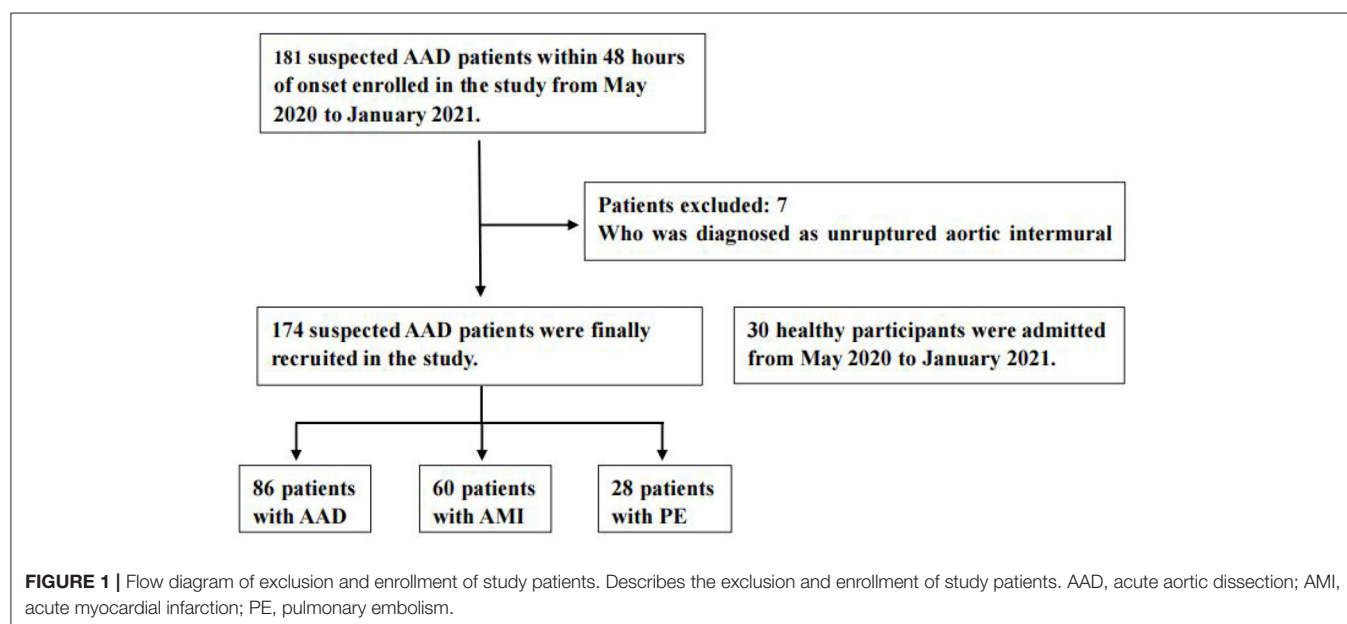 181 suspected AAD patients within 48 hours
of onset enrolled in the study from May
2020 to January 2021.
Patients excluded: 7
Who was diagnosed as unruptured aortic intermural
174 suspected AAD patients were finally
recruited in the study.
30 healthy participants were admitted
from May 2020 to January 2021.
86 patients
with AAD
60 patients
with AMI
28 patients
with PE
FIGURE 1 | Flow diagram of exclusion and enrollment of study patients. Describes the exclusion and enrollment of study patients. AAD, acute aortic dissection; AMI,
acute myocardial infarction; PE, pulmonary embolism.